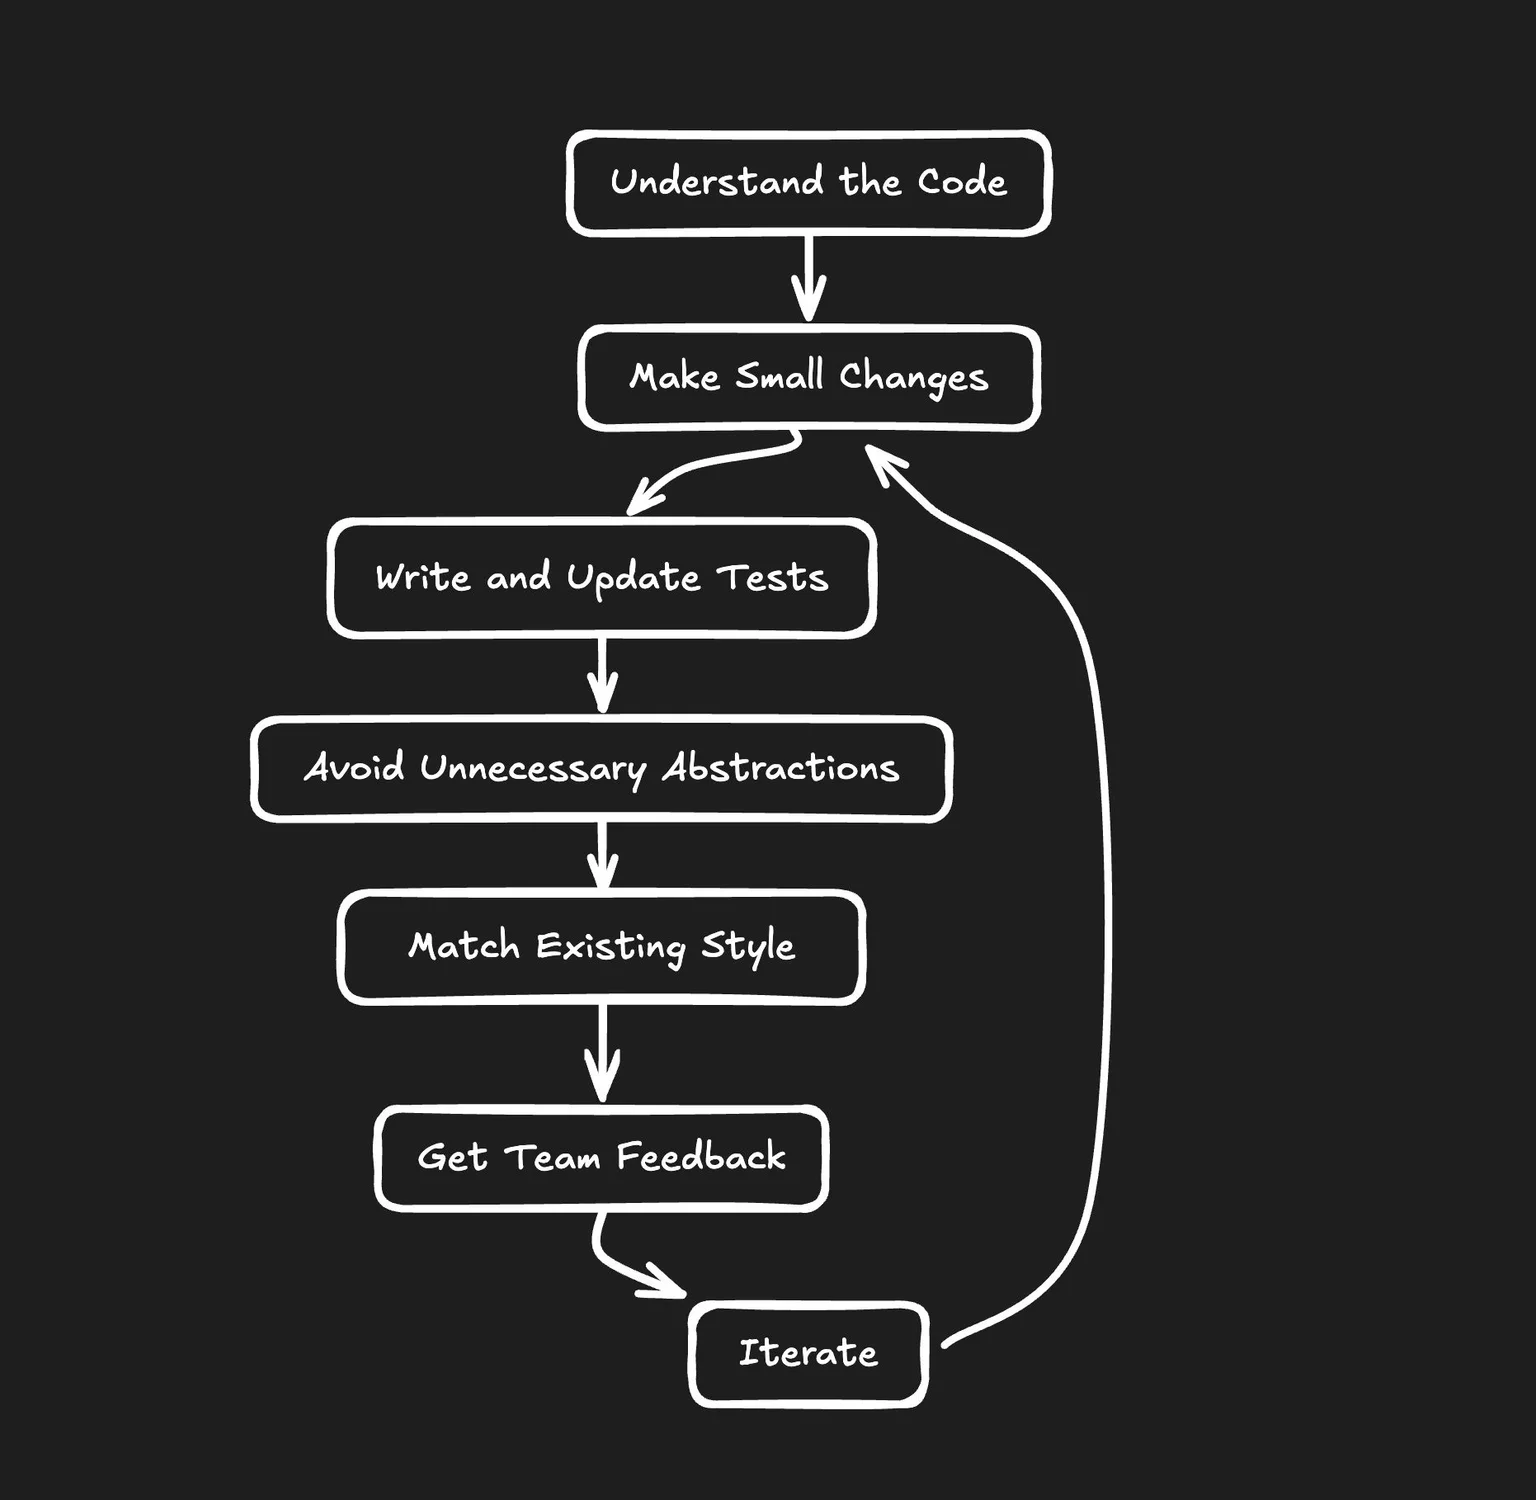 Understand the Code
Make Small Changes
Write and Update Tests
Avoid Unnecessary Abstractions
Match Existing Style
Get Team Feedback
Iterate